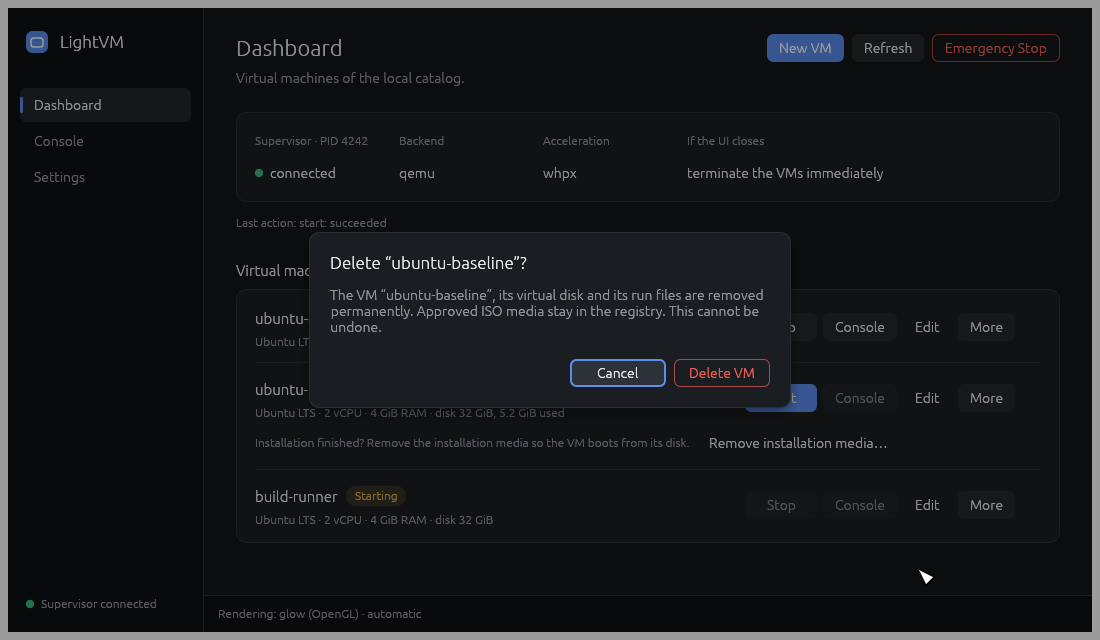 LightVM
Dashboard
Console
Settings
Supervisor connected
Dashboard
Virtual machines of the local catalog.
New VM
Refresh
Emergency Stop
Supervisor · PID 4242
Backend
Acceleration
If the UI closes
connected
qemu
whpx
terminate the VMs immediately
Last action: start: succeeded
Virtual
Delete “ubuntu-baseline”?
The VM “ubuntu-baseline”, its virtual disk and its run files are removed
permanently. Approved ISO media stay in the registry. This cannot be
undone.
Cancel
Delete VM
ubuntu-
Ubuntu
Console
Edit
More
ubuntu-
Ubuntu LTS · 2 vCPU · 4 GiB RAM · disk 32 GiB, 5.2 GiB used
Console
Edit
More
Installation finished? Remove the installation media so the VM boots from its disk.
Remove installation media…
build-runner
Starting
Ubuntu LTS · 2 vCPU · 4 GiB RAM · disk 32 GiB
Stop
Console
Edit
More
Rendering: glow (OpenGL) · automatic